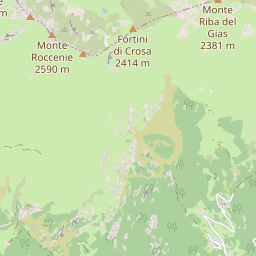 Monte
Roccenie
2590 m
Fortini
di Crosa
2414 m
Monte
Riba del
Gias
2381 m